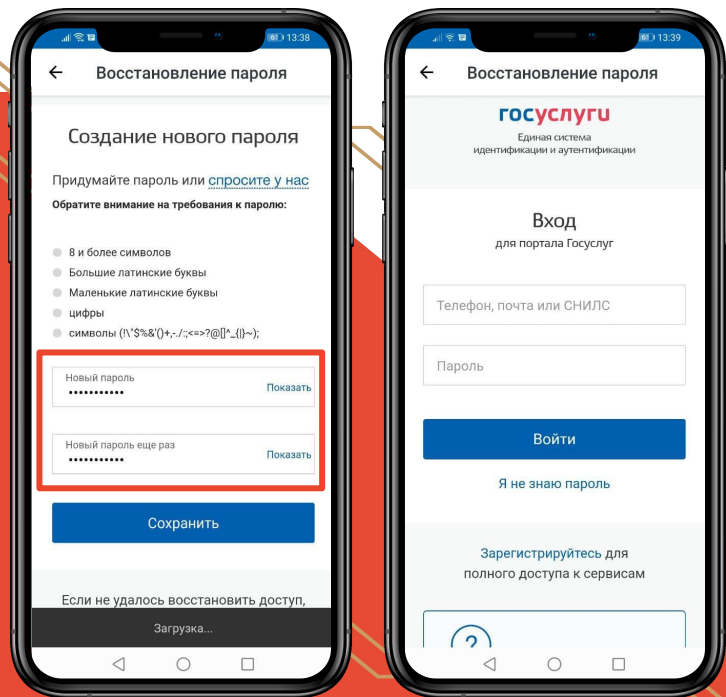 13:38
Восстановление пароля
Создание нового пароля
Придумайте пароль или спросите у нас
Обратите внимание на требования к паролю:
8 и более символов
Большие латинские буквы
Маленькие латинские буквы
цифры
символы (!\"$%&'()+,-./:;<=>?@[]^_{|}~);
Новый пароль
•••••••••••
Показать
Новый пароль еще раз
•••••••••••
Показать
Сохранить
Если не удалось восстановить доступ,
Загрузка...
13:39
Восстановление пароля
госуслуги
Единая система
идентификации и аутентификации
Вход
для портала Госуслуг
Телефон, почта или СНИЛС
Пароль
Войти
Я не знаю пароль
Зарегистрируйтесь для
полного доступа к сервисам
?